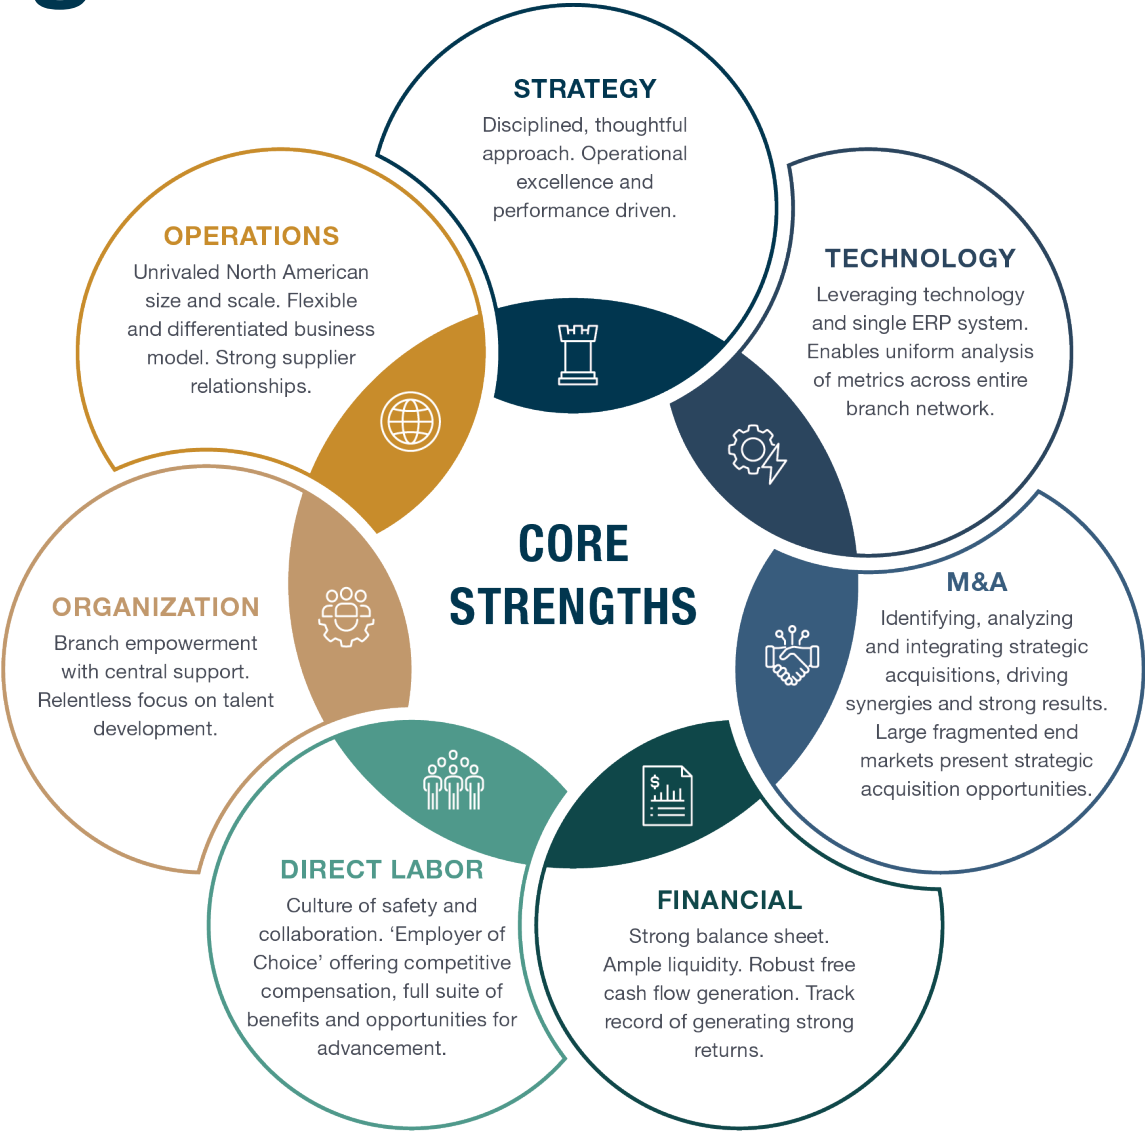 STRATEGY
Disciplined, thoughtful
approach. Operational
excellence and
performance driven.
TECHNOLOGY
Leveraging technology
and single ERP system.
Enables uniform analysis
of metrics across entire
branch network.
M&A
Identifying, analyzing
and integrating strategic
acquisitions, driving
synergies and strong results.
Large fragmented end
markets present strategic
acquisition opportunities.
FINANCIAL
Strong balance sheet.
Ample liquidity. Robust free
cash flow generation. Track
record of generating strong
returns.
DIRECT LABOR
Culture of safety and
collaboration. ‘Employer of
Choice’ offering competitive
compensation, full suite of
benefits and opportunities for
advancement.
ORGANIZATION
Branch empowerment
with central support.
Relentless focus on talent
development.
OPERATIONS
Unrivaled North American
size and scale. Flexible
and differentiated business
model. Strong supplier
relationships.
CORE
STRENGTHS
$